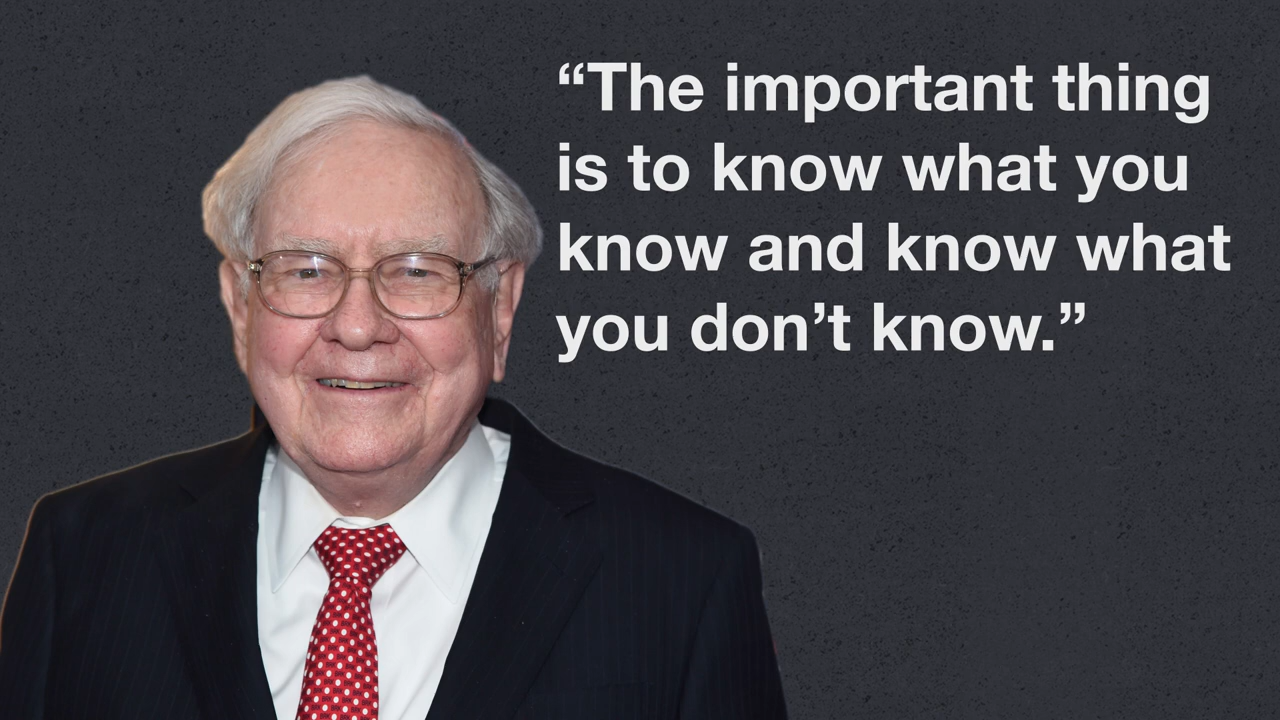 “The important thing
is to know what you
know and know what
you don’t know.”